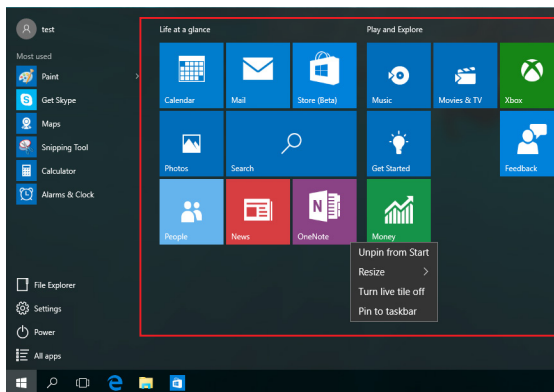 test
Most used
Paint
Get Skype
Maps
Snipping Tool
Calculator
Alarms & Clock
File Explorer
Settings
Power
All apps
Life at a glance
Calendar
Mail
Store (Beta)
Photos
Search
People
News
OneNote
Play and Explore
Music
Movies & TV
Xbox
Get Started
Feedback
Money
Unpin from Start
Resize
Turn live tile off
Pin to taskbar